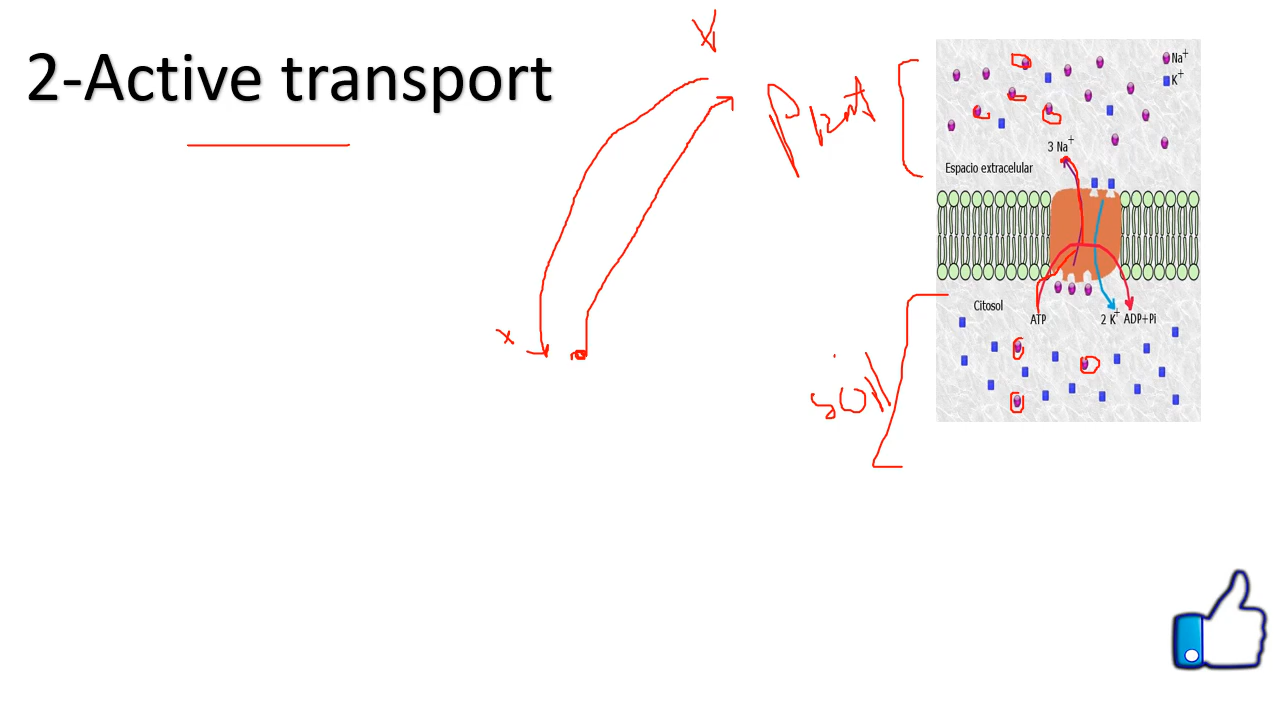 2-Active transport
x
Plant
Na+
K+
3 Na+
Espacio extracelular
Citosol
ATP
2 K+
ADP+Pi
x
soil